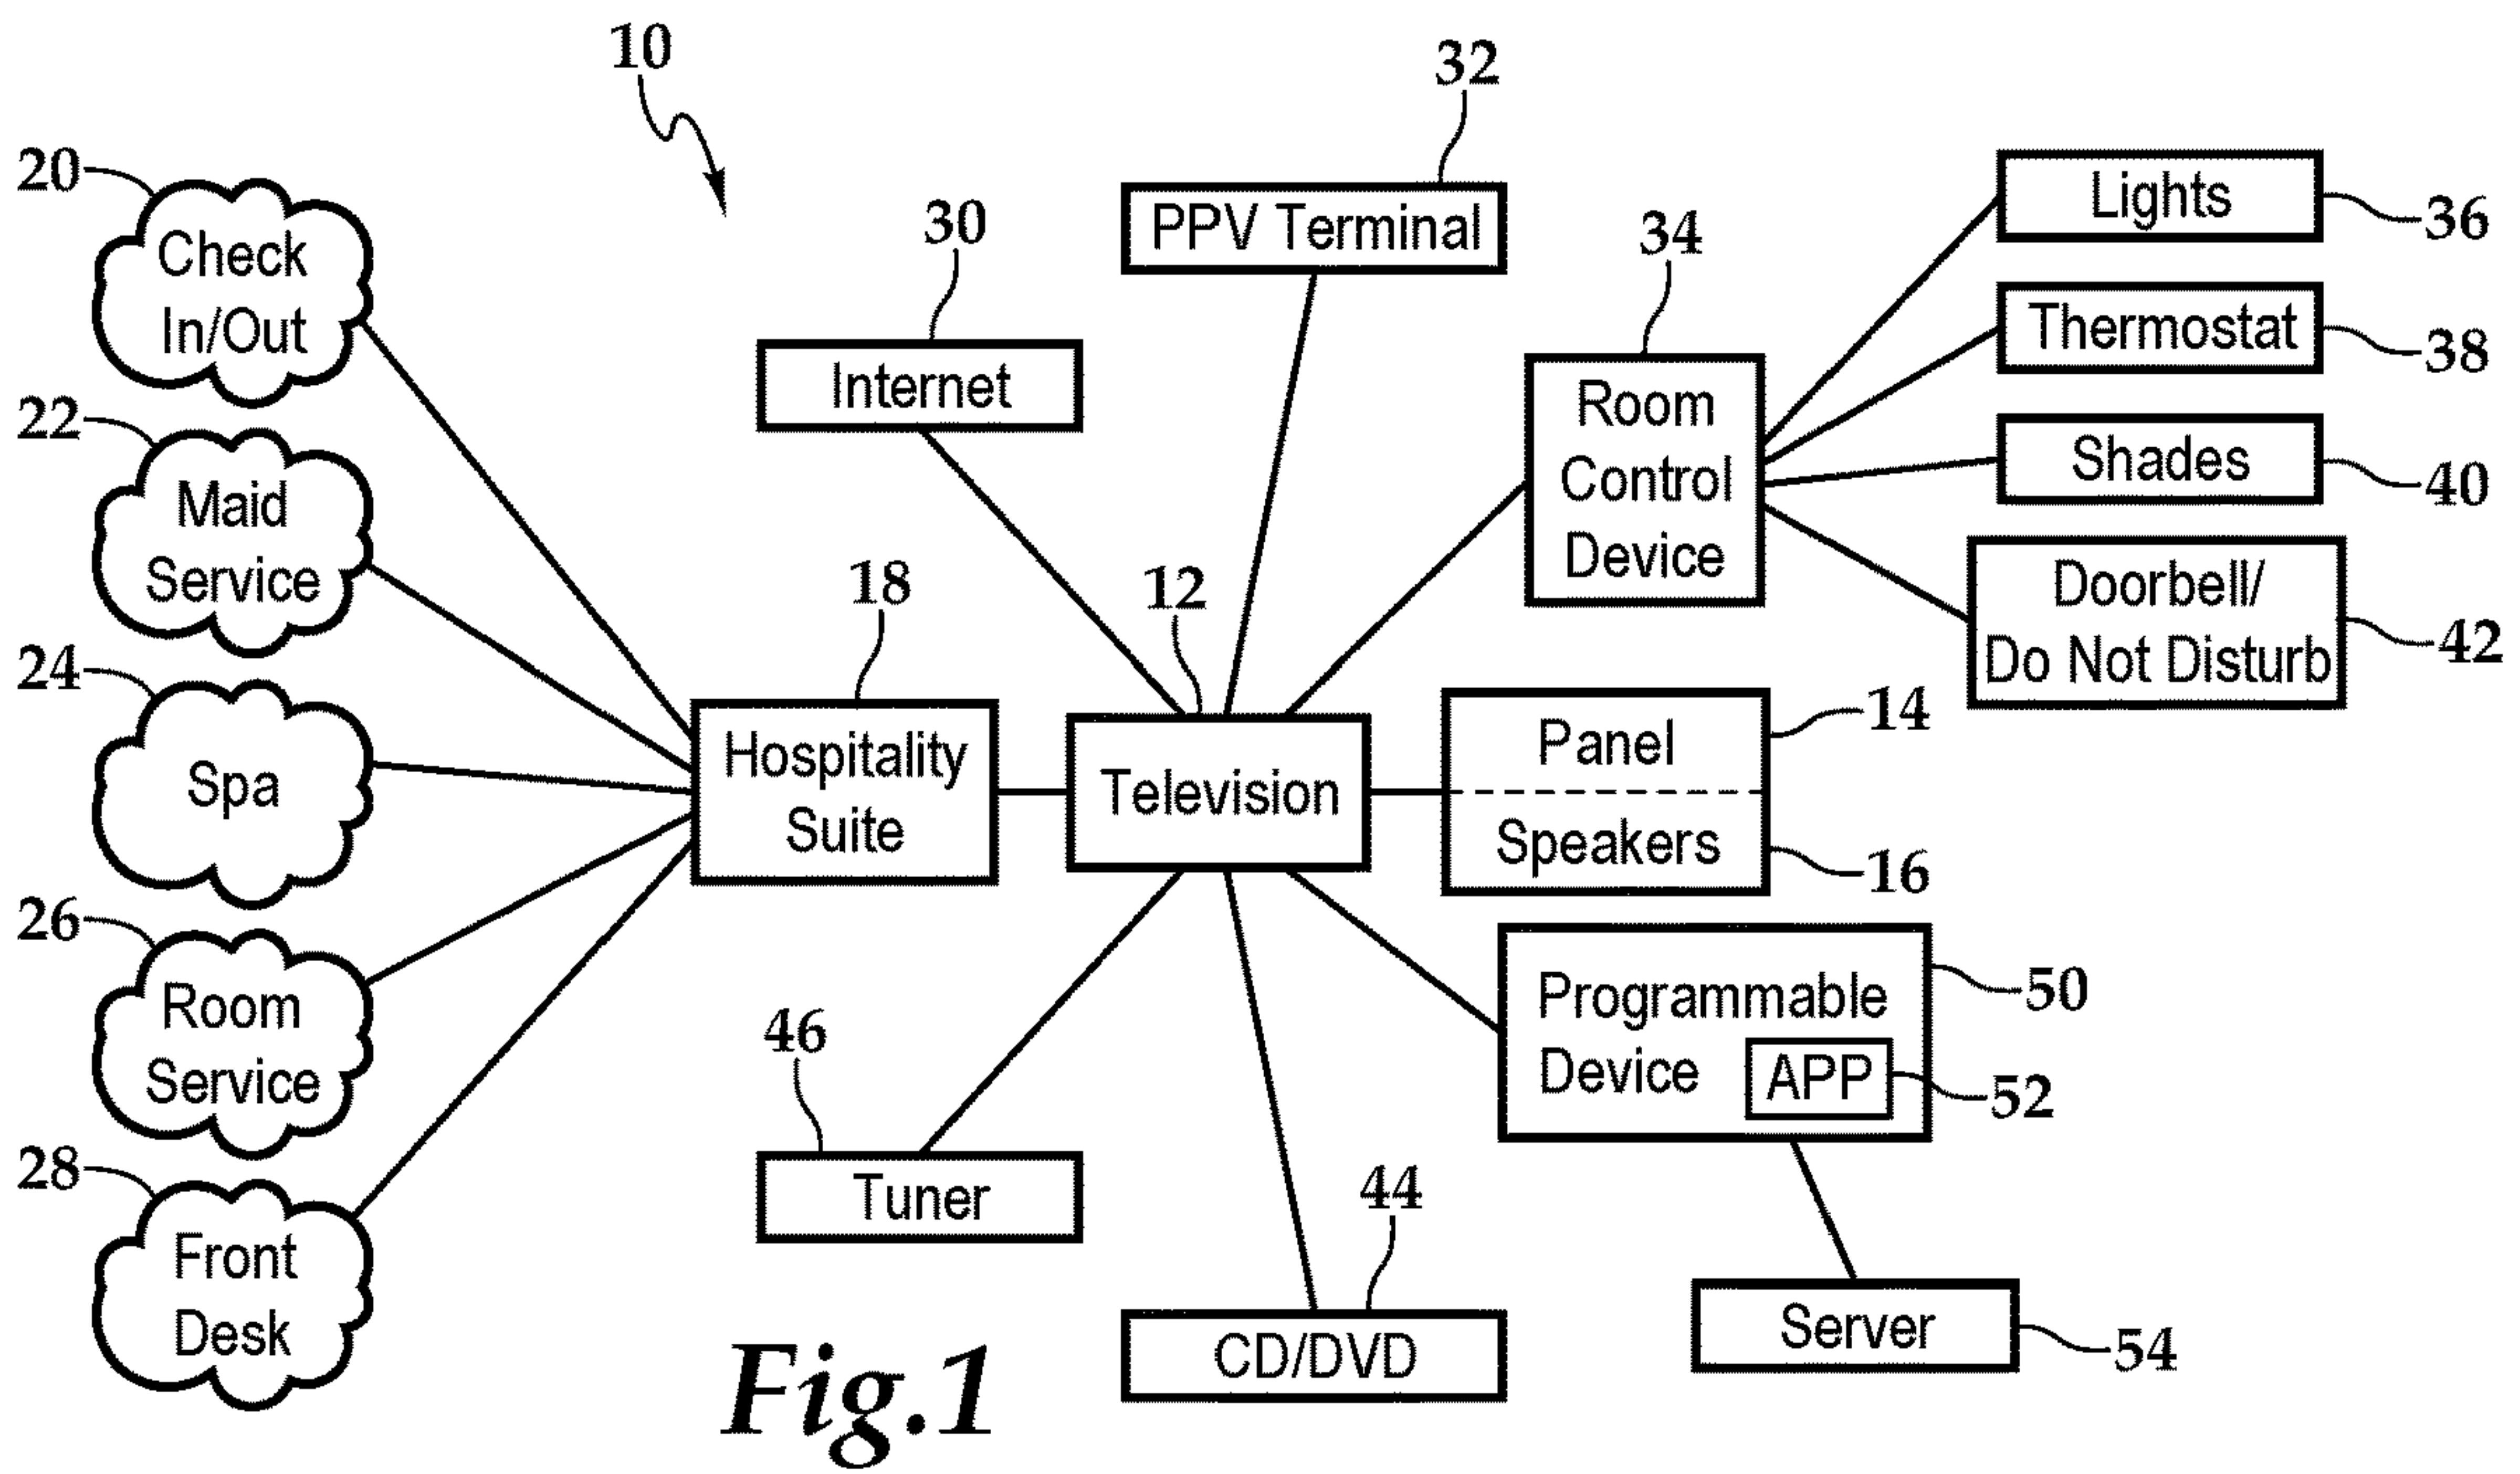 10
32
20
Check
In/Out
30
PPV Terminal
34
Lights
36
Internet
Thermostat
38
22
Maid
Service
Room
Control
Device
Shades
40
18
12
Doorbell/
Do Not Disturb
42
24
Spa
Hospitality
Suite
Television
Panel
14
Speakers
16
26
Room
Service
46
Programmable
Device
APP
50
52
28
Front
Desk
Tuner
44
CD/DVD
Server
54
Fig.1